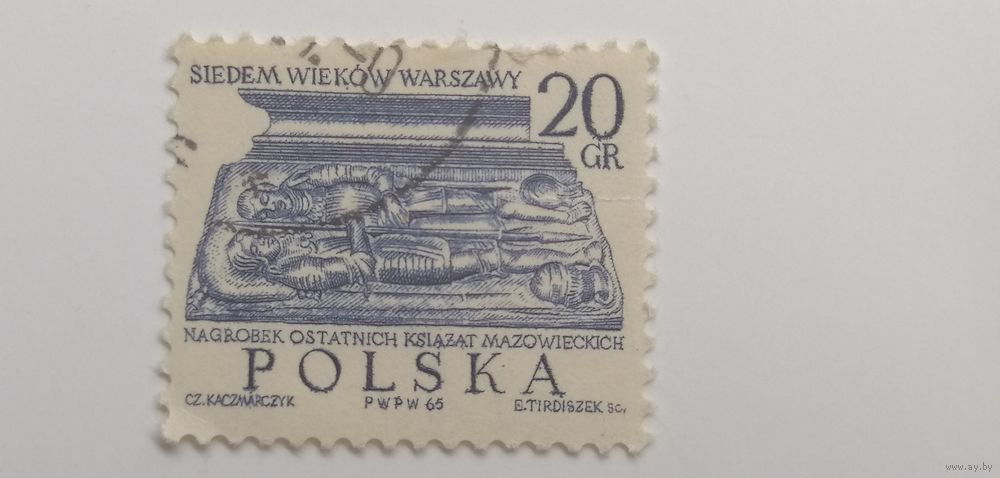 SIEDEM WIEKÓW WARSZAWY
20
GR
NAGROBEK OSTATNICH KSIĄŻĄT MAZOWIECKICH
POLSKA
CZ. KACZMARCZYK PWPW 65 E. TIRDISZEK SC.
www.ay.by